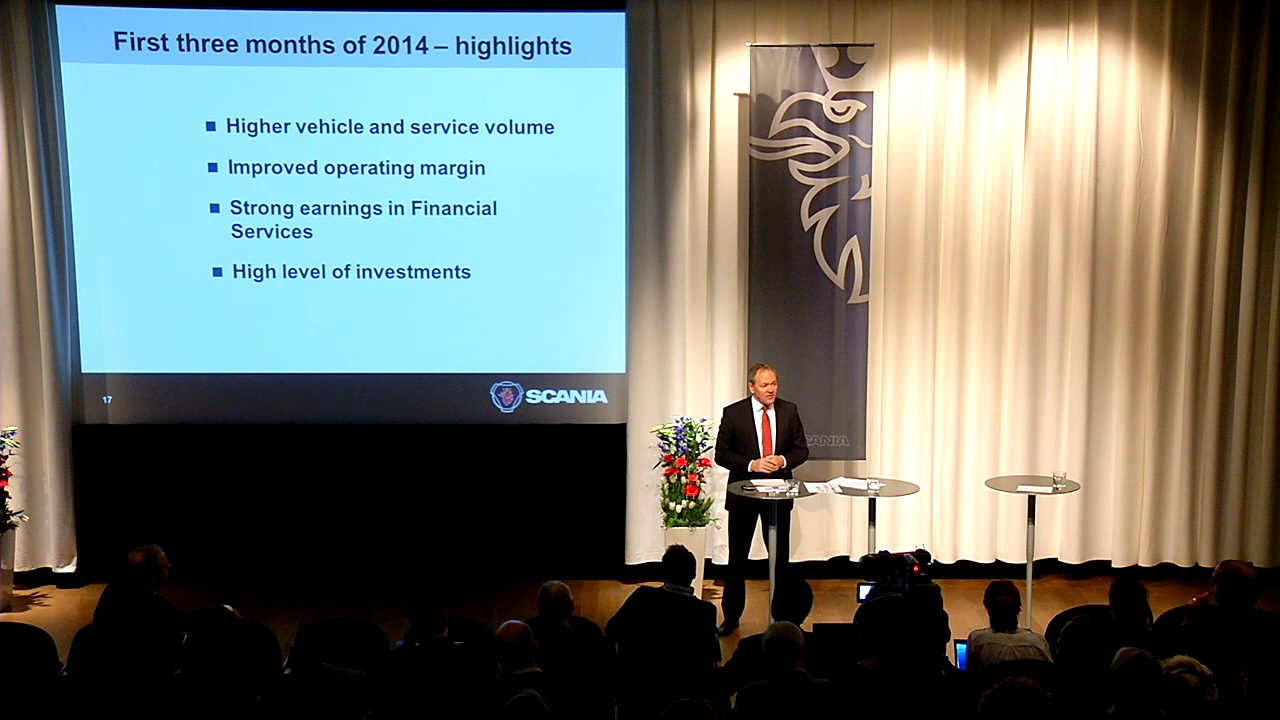 First three months of 2014 – highlights
Higher vehicle and service volume
Improved operating margin
Strong earnings in Financial
Services
High level of investments
17
SCANIA
SCANIA